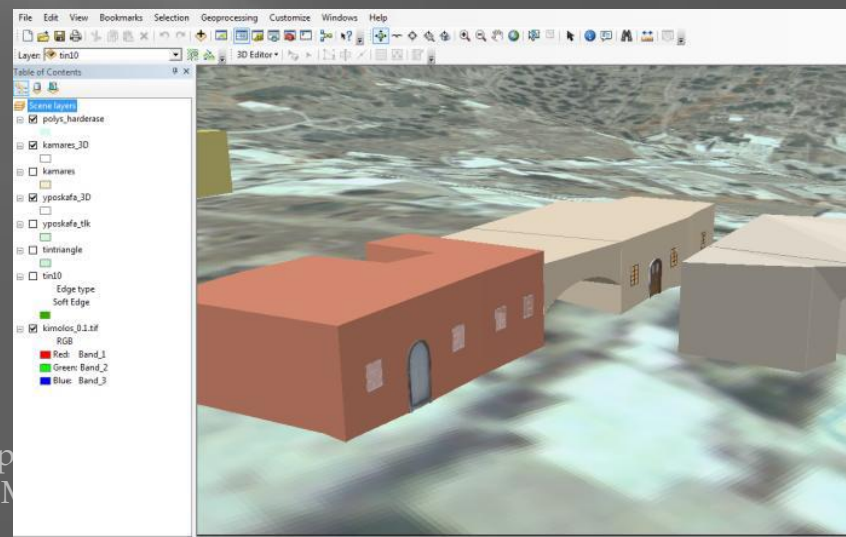 File Edit View Bookmarks Selection Geoprocessing Customize Windows Help
Layer: tin10 3D Editor
Table of Contents
Scene layers
polys_harderase
kamares_3D
kamares
yposkafa_3D
yposkafa_tlk
tintriangle
tin10
Edge type
Soft Edge
kimolos_0.1.tif
RGB
Red: Band_1
Green: Band_2
Blue: Band_3